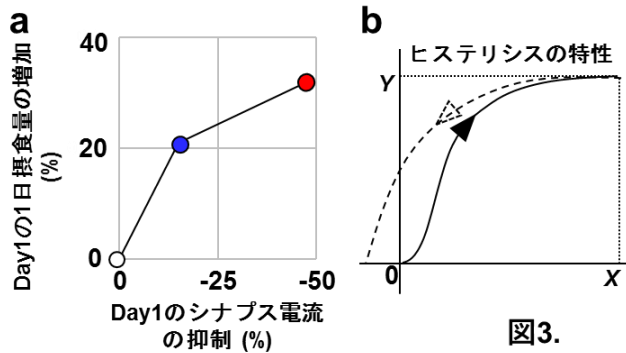 a
Day1の1日摂食量の増加
(%)
40
20
0
0
-25
-50
Day1のシナプス電流
の抑制 (%)
b
ヒステリシスの特性
Y
0
X
図3.